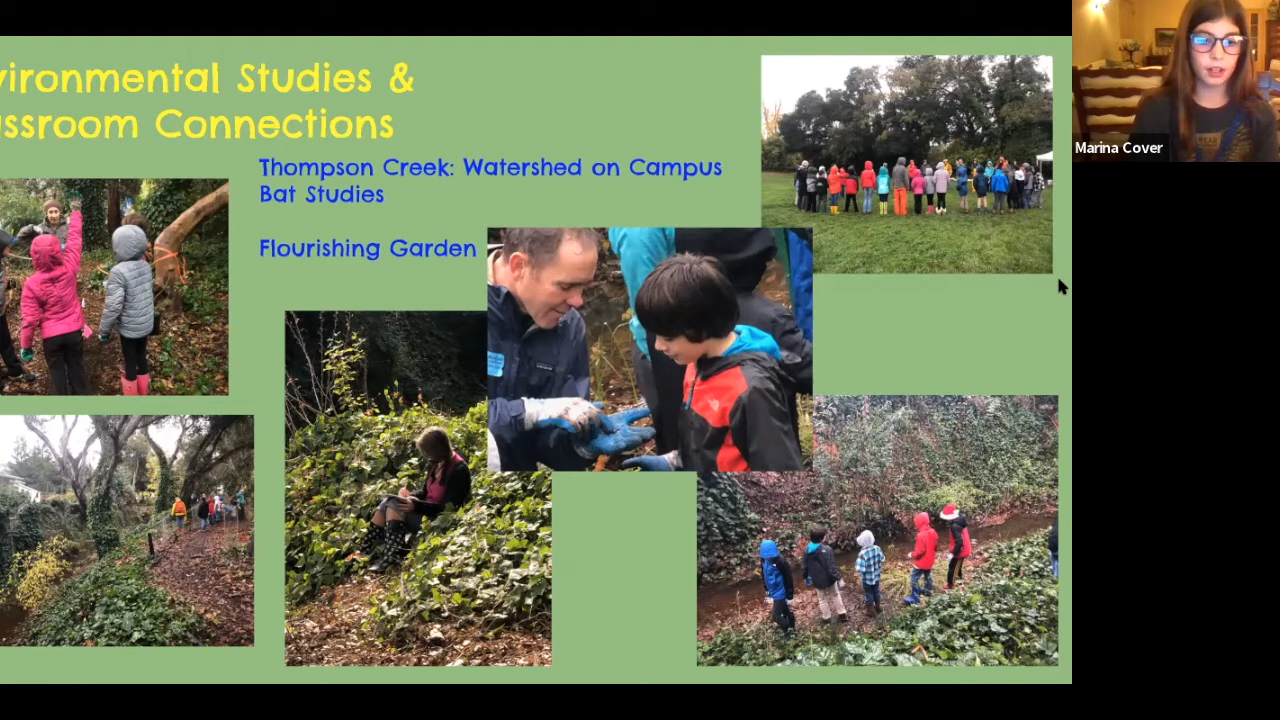 vironmental Studies &
ssroom Connections
Thompson Creek: Watershed on Campus
Bat Studies
Flourishing Garden
Marina Cover